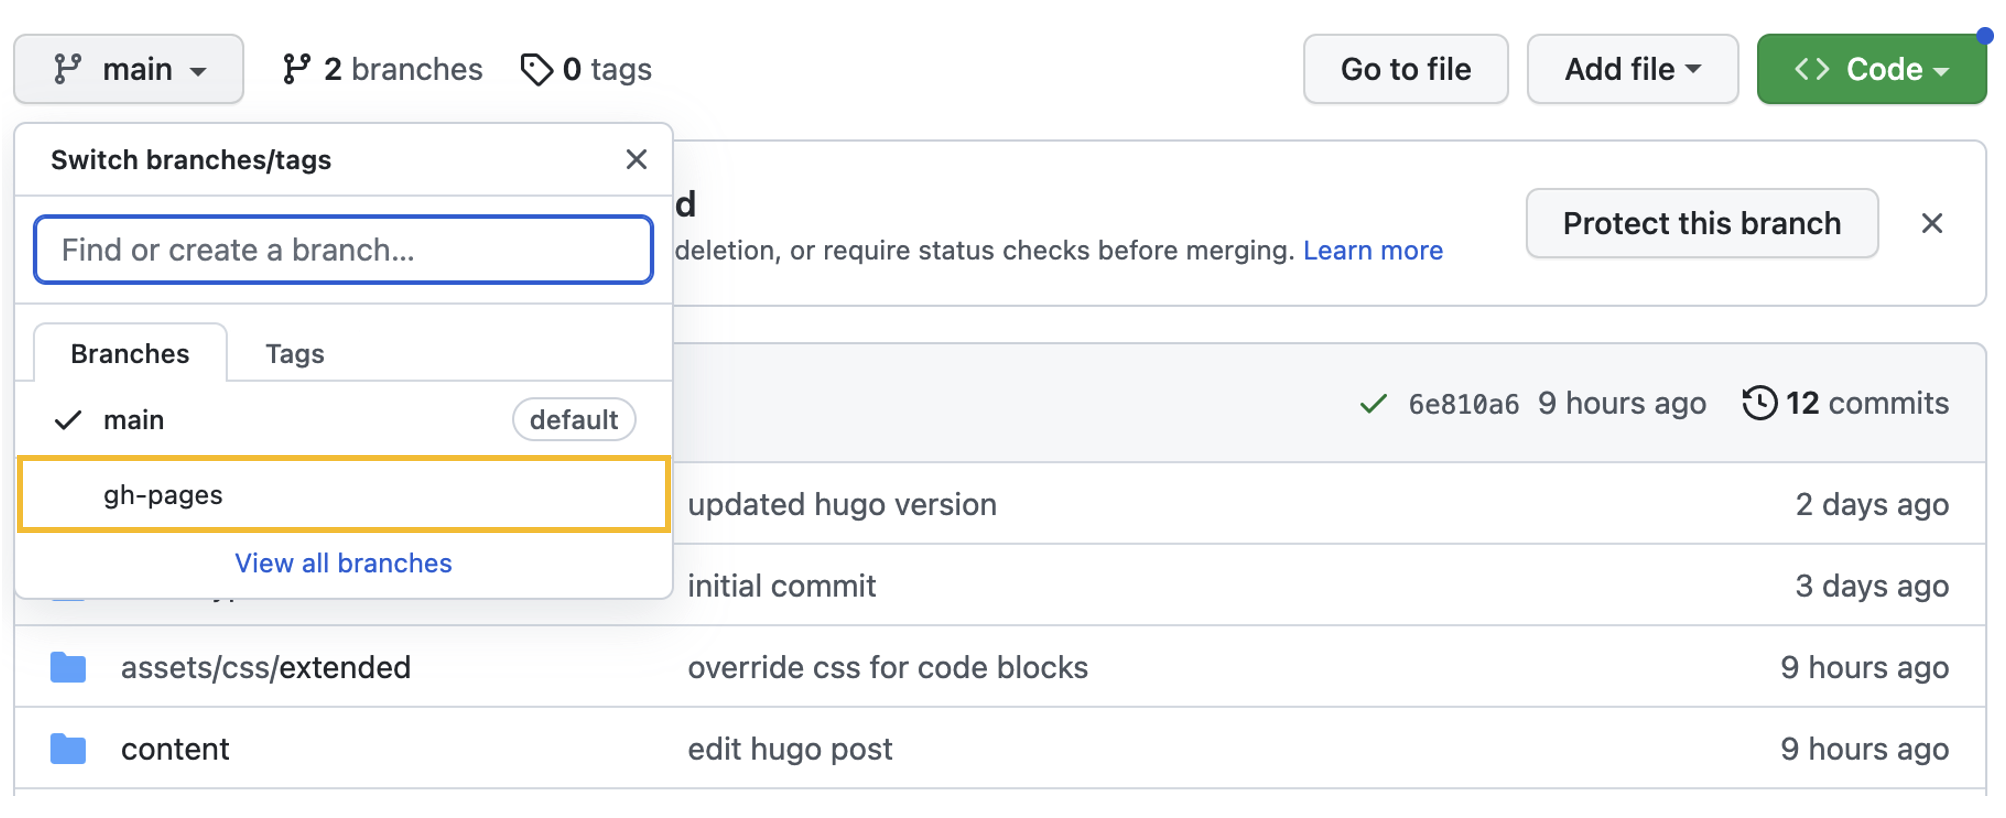 main 2 branches 0 tags Go to file Add file Code
Switch branches/tags
d
Find or create a branch...
deletion, or require status checks before merging. Learn more
Protect this branch
Branches Tags
main default
6e810a6 9 hours ago 12 commits
gh-pages
updated hugo version 2 days ago
View all branches
initial commit 3 days ago
assets/css/extended override css for code blocks 9 hours ago
content edit hugo post 9 hours ago